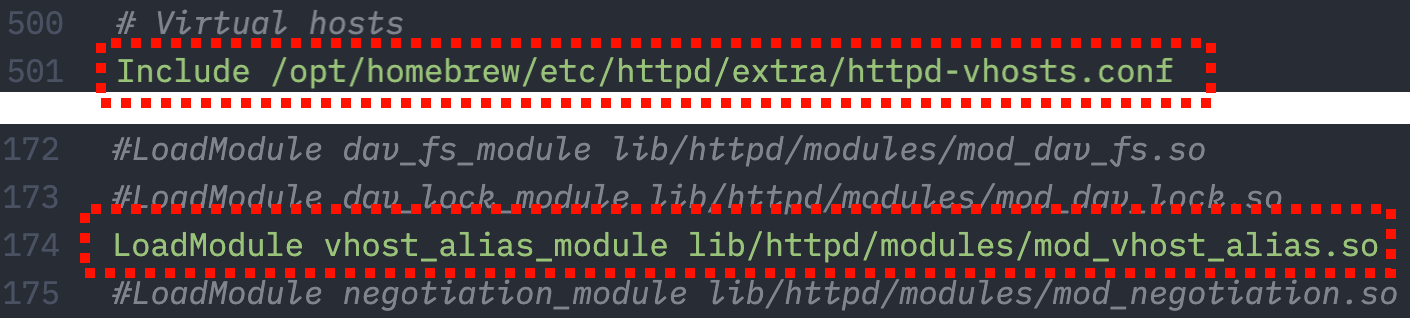 500 # Virtual hosts
501 Include /opt/homebrew/etc/httpd/extra/httpd-vhosts.conf
172 #LoadModule dav_fs_module lib/httpd/modules/mod_dav_fs.so
173 #LoadModule dav_lock_module lib/httpd/modules/mod_dav_lock.so
174 LoadModule vhost_alias_module lib/httpd/modules/mod_vhost_alias.so
175 #LoadModule negotiation_module lib/httpd/modules/mod_negotiation.so